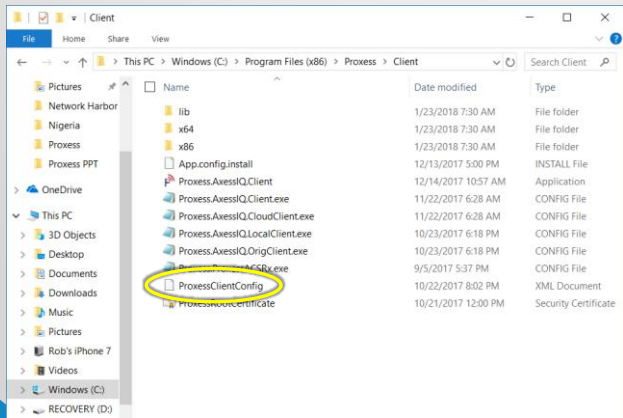 Client
File Home Share View
This PC > Windows (C:) > Program Files (x86) > Proxess > Client
Search Client
Pictures
Network Harbor
Nigeria
Proxess
Proxess PPT
OneDrive
This PC
3D Objects
Desktop
Documents
Downloads
Music
Pictures
Rob's iPhone 7
Videos
Windows (C:)
RECOVERY (D:)
Name Date modified Type
lib 1/23/2018 7:30 AM File folder
x64 1/23/2018 7:30 AM File folder
x86 1/23/2018 7:30 AM File folder
App.config.install 12/13/2017 5:00 PM INSTALL File
Proxess.AxessIQ.Client 12/14/2017 10:57 AM Application
Proxess.AxessIQ.Client.exe 11/22/2017 6:28 AM CONFIG File
Proxess.AxessIQ.CloudClient.exe 11/22/2017 6:28 AM CONFIG File
Proxess.AxessIQ.LocalClient.exe 10/23/2017 6:18 PM CONFIG File
Proxess.AxessIQ.OrigClient.exe 10/23/2017 6:18 PM CONFIG File
9/5/2017 5:37 PM CONFIG File
ProxessClientConfig 10/22/2017 8:02 PM XML Document
ProxessRootCertificate 10/21/2017 12:00 PM Security Certificate